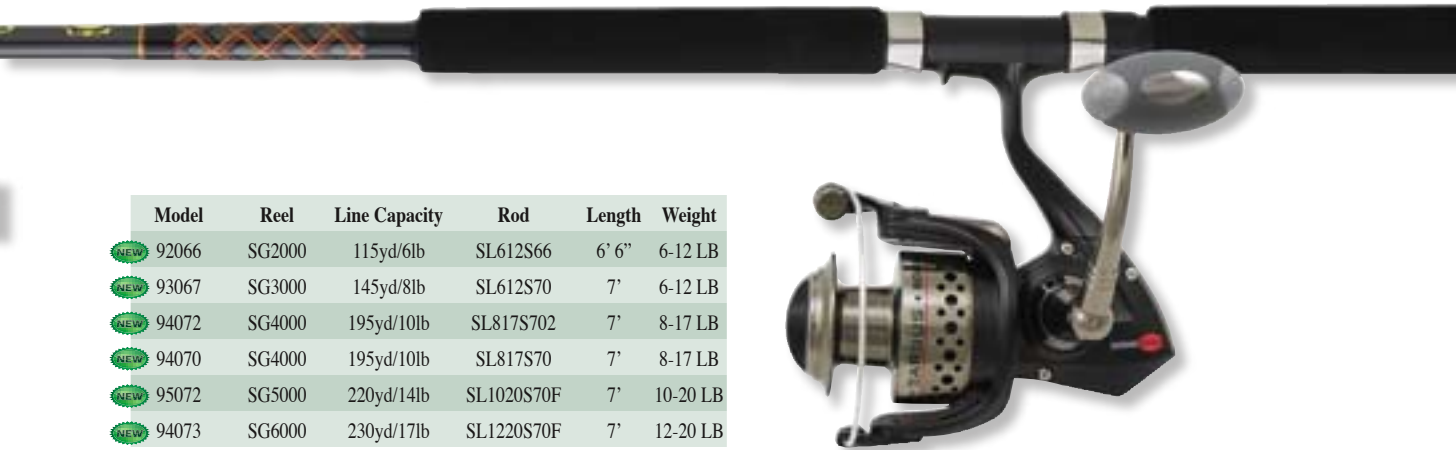 Model Reel Line Capacity Rod Length Weight
NEW 92066 SG2000 115yd/6lb SL612S66 6’ 6” 6-12 LB
NEW 93067 SG3000 145yd/8lb SL612S70 7’ 6-12 LB
NEW 94072 SG4000 195yd/10lb SL817S702 7’ 8-17 LB
NEW 94070 SG4000 195yd/10lb SL817S70 7’ 8-17 LB
NEW 95072 SG5000 220yd/14lb SL1020S70F 7’ 10-20 LB
NEW 94073 SG6000 230yd/17lb SL1220S70F 7’ 12-20 LB